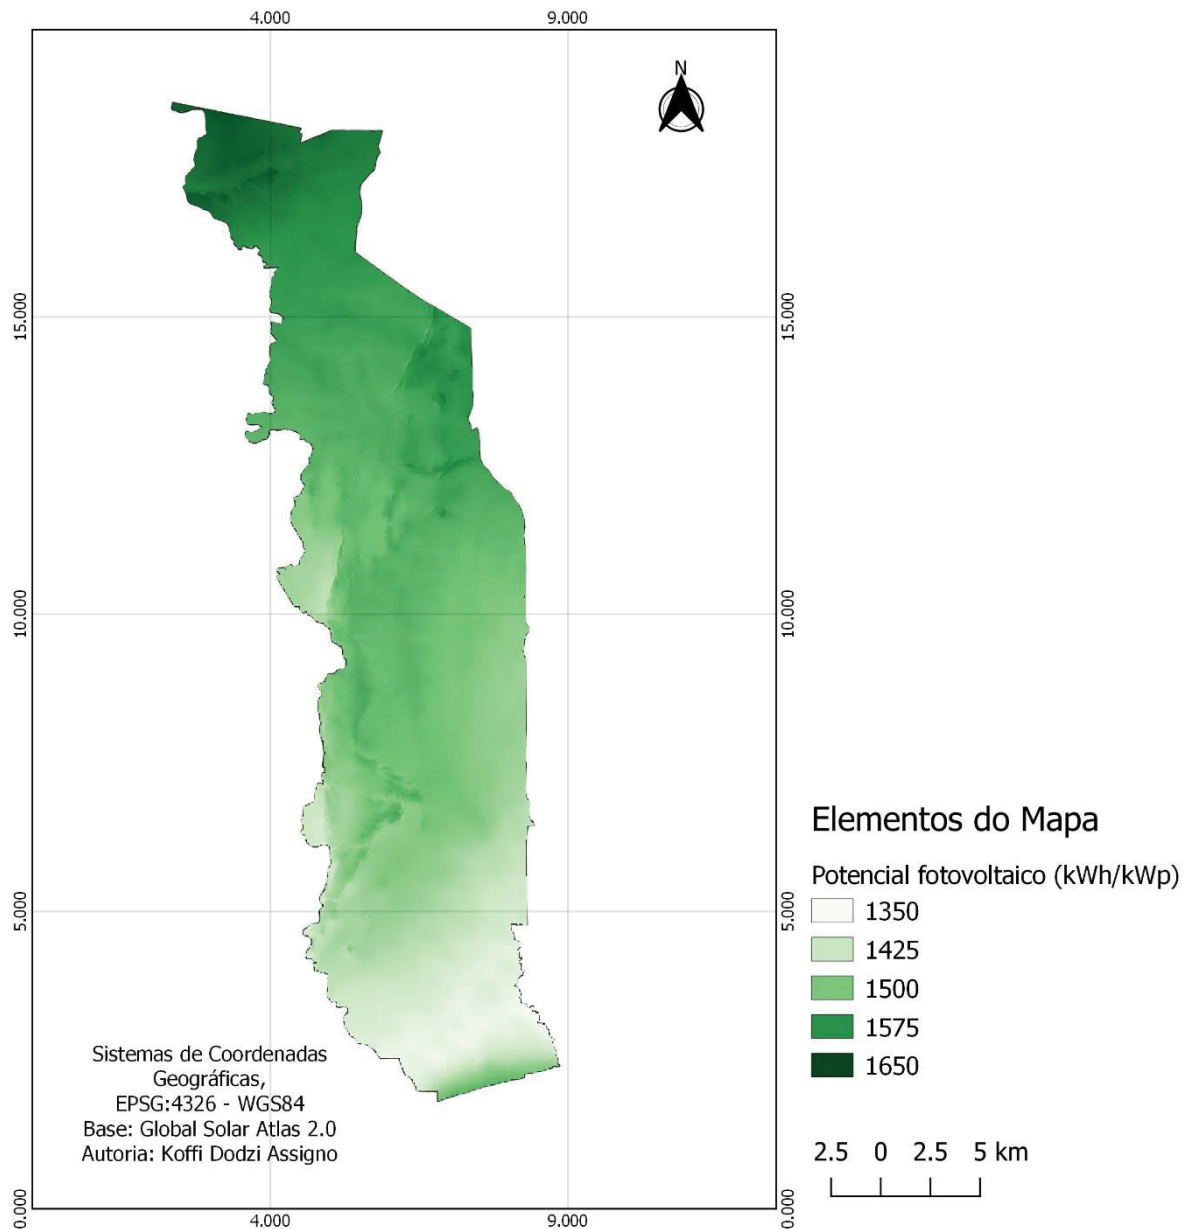 4.000 9.000
N
15.000 15.000
10.000 10.000
Elementos do Mapa
Potencial fotovoltaico (kWh/kWp)
1350
1425
1500
1575
1650
5.000 5.000
Sistemas de Coordenadas
Geográficas,
EPSG:4326 - WGS84
Base: Global Solar Atlas 2.0
Autoria: Koffi Dodzi Assigno
2.5 0 2.5 5 km
0.000 0.000
4.000 9.000